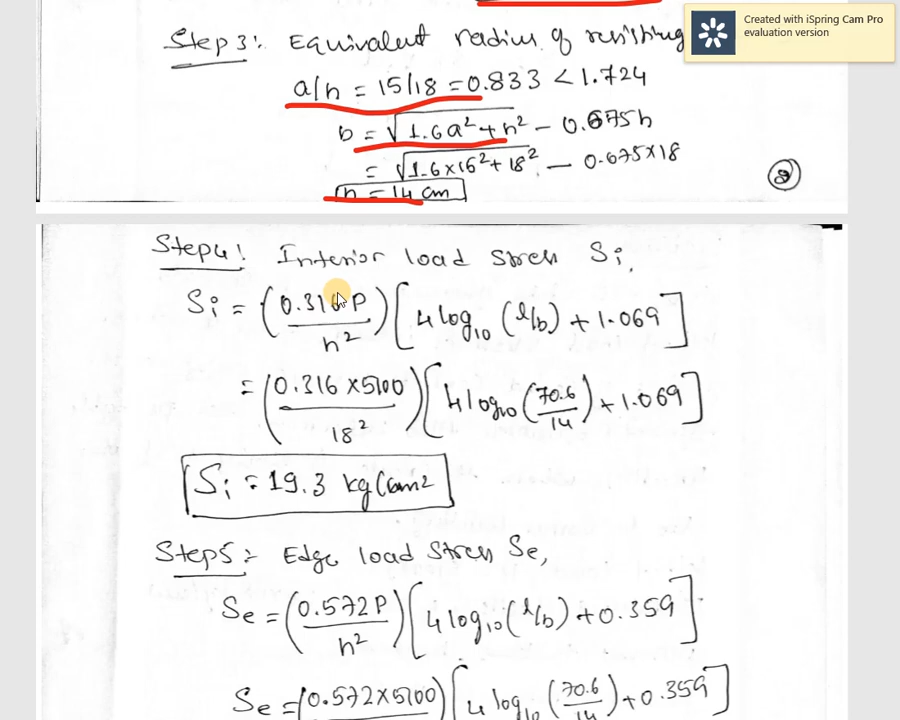 Created with iSpring Cam Pro
evaluation version
Step 3: Equivalent radius of resisting
a/h = 15/18 = 0.833 < 1.724
b = √1.6a²+h² - 0.675h
= √1.6×15²+18² - 0.675×18
b = 14 cm
8
Step4: Interior load stress Si,
Si = (0.316P/h²) [4log10 (l/b) + 1.069]
= (0.316×5100/18²) [4log10 (70.6/14) + 1.069]
Si = 19.3 kg/cm2
Step5:- Edge load stress Se,
Se = (0.572P/h²) [4log10 (l/b) + 0.359]
Se = (0.572×5100) [4log10 (70.6/14) + 0.359]